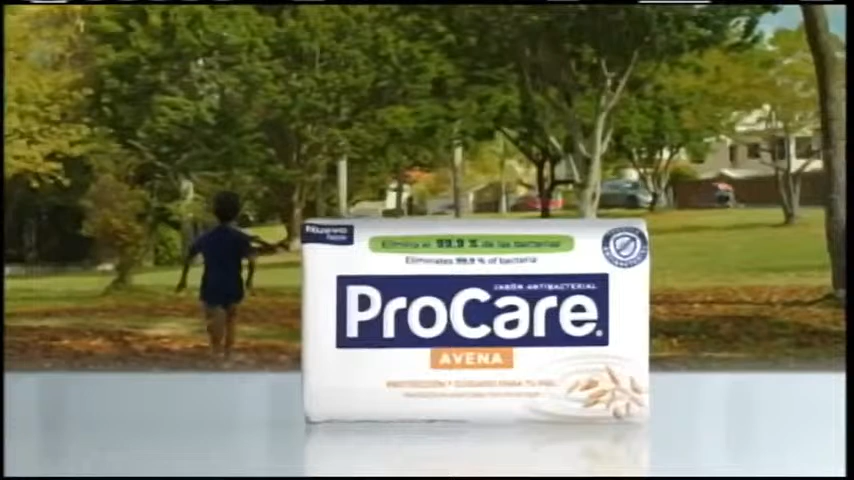 Nuevo
Elimina el 99.9 % de las bacterias
Eliminates 99.9 % of bacteria
JABÓN ANTIBACTERIAL
ProCare
AVENA
PROTECCIÓN Y CUIDADO PARA TU PIEL